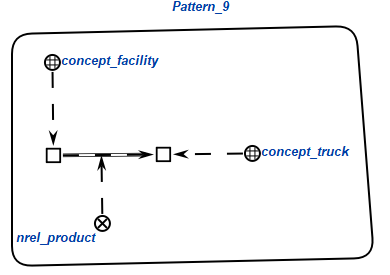 Pattern_9
concept_facility
concept_truck
nrel_product